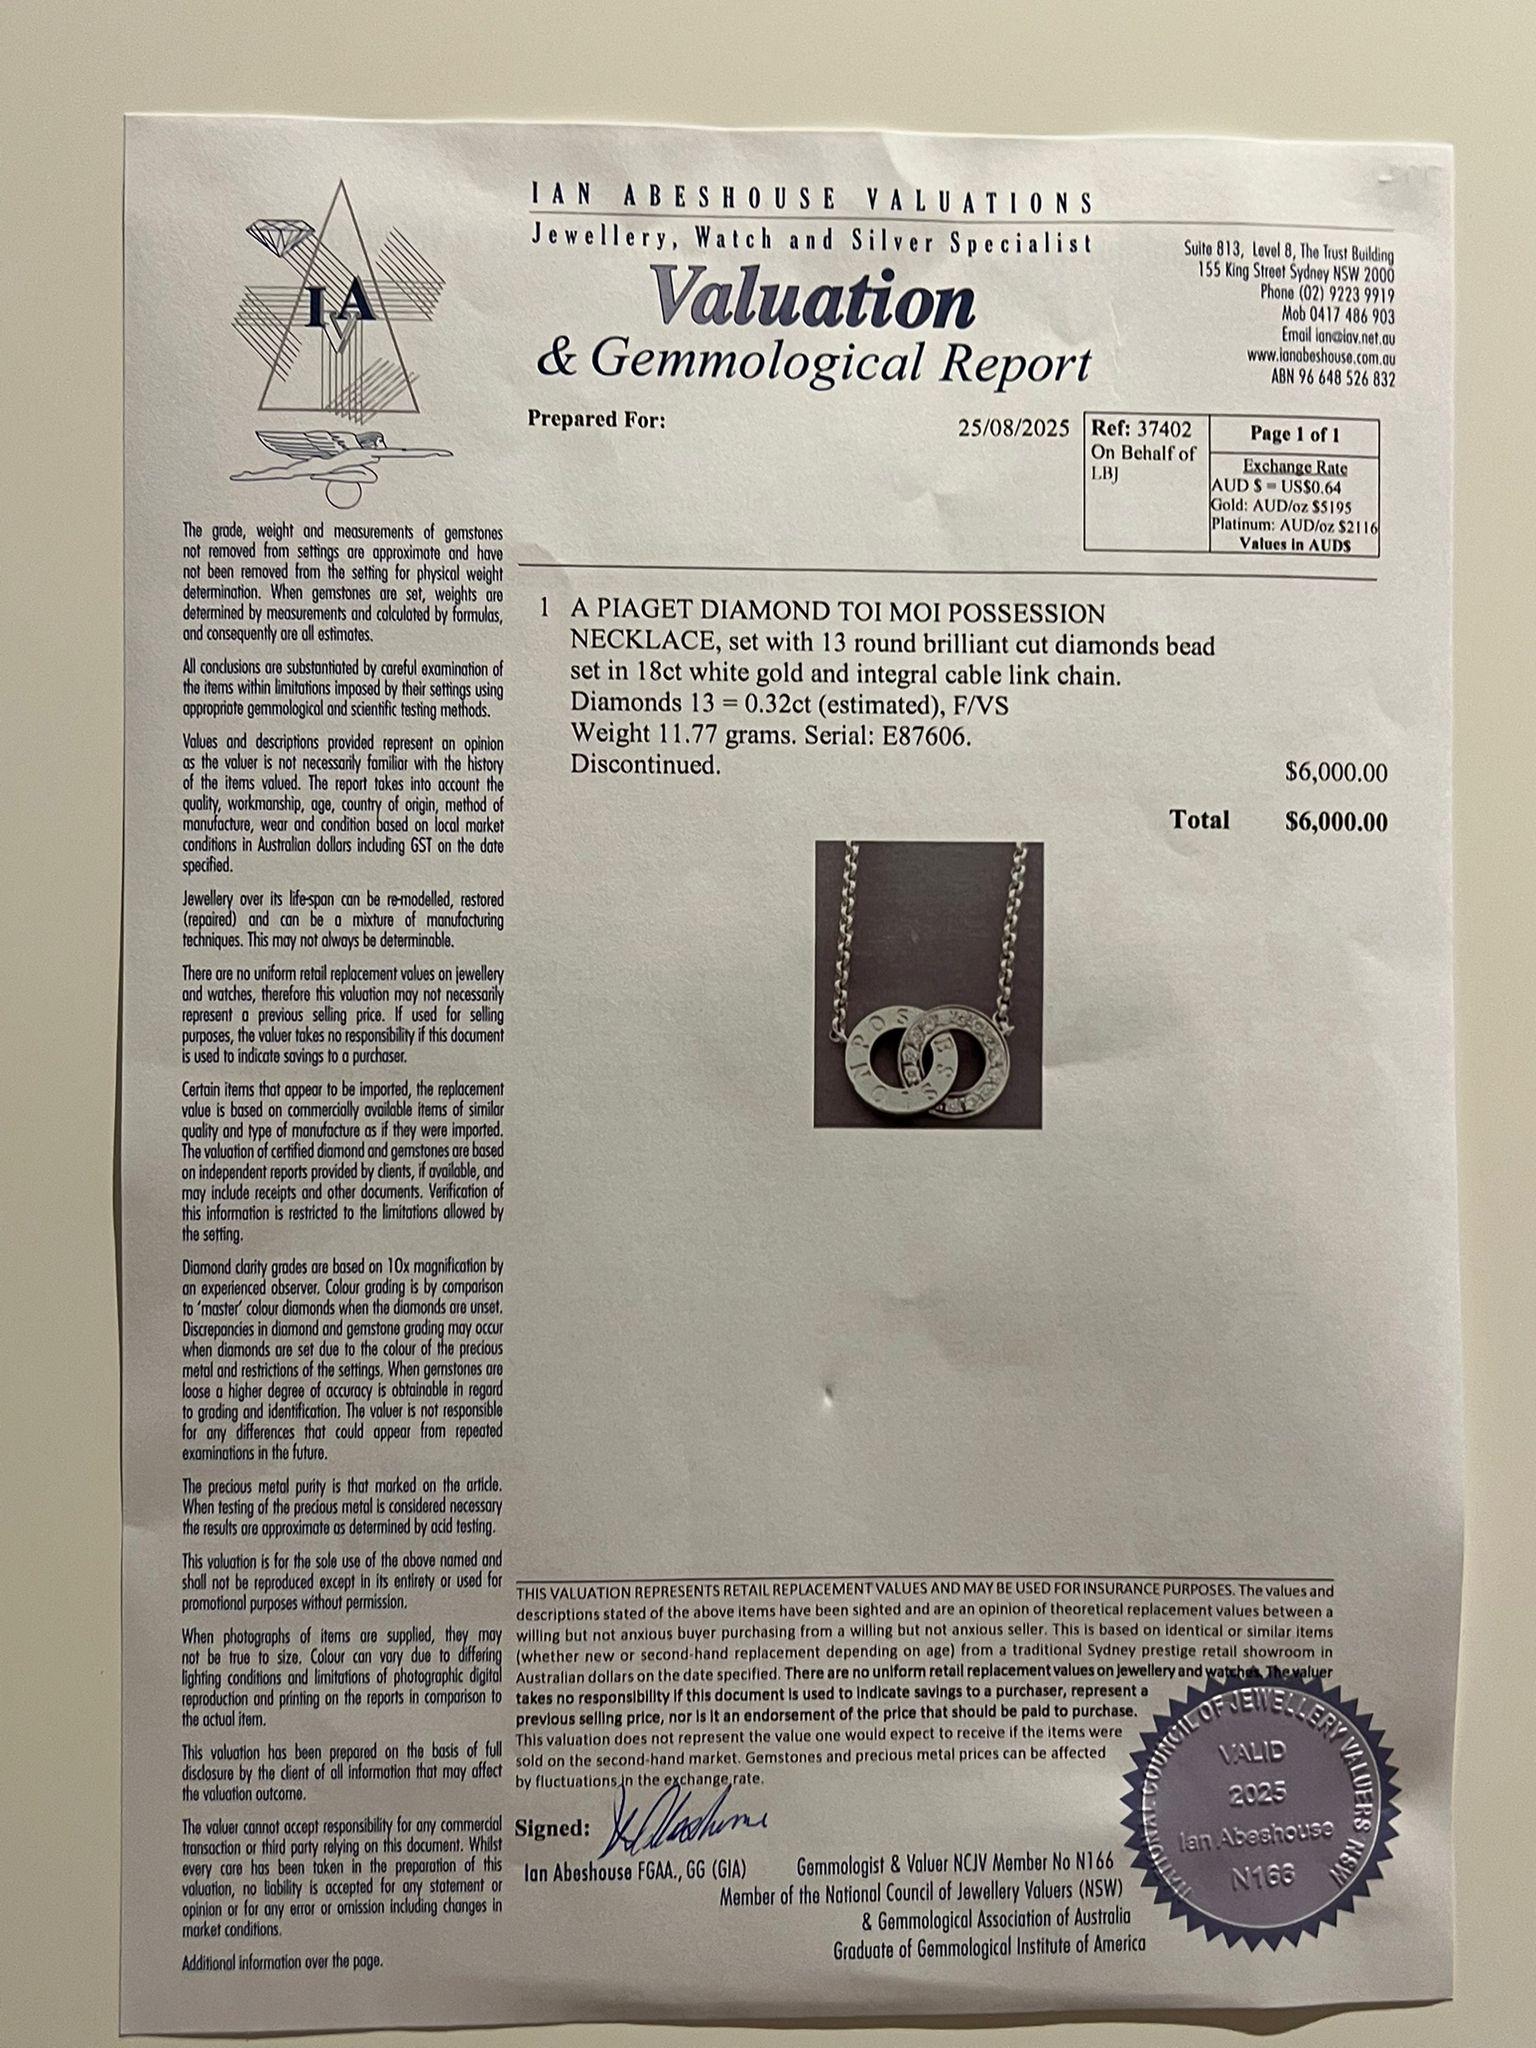 IAN ABESHOUSE VALUATIONS
Jewellery, Watch and Silver Specialist
Valuation
& Gemmological Report
Suite 813, Level 8, The Trust Building
155 King Street Sydney NSW 2000
Phone (02) 9223 9919
Mob 0417 486 903
Email ian@iav.net.au
www.ianabeshouse.com.au
ABN 96 648 526 832
IVA
Prepared For:
25/08/2025
Ref: 37402
On Behalf of
LBJ
Page 1 of 1
Exchange Rate
AUD $ = US$0.64
Gold: AUD/oz $5195
Platinum: AUD/oz $2116
Values in AUD$
The grade, weight and measurements of gemstones
not removed from settings are approximate and have
not been removed from the setting for physical weight
determination. When gemstones are set, weights are
determined by measurements and calculated by formulas,
and consequently are all estimates.
All conclusions are substantiated by careful examination of
the items within limitations imposed by their settings using
appropriate gemmological and scientific testing methods.
Values and descriptions provided represent an opinion
as the valuer is not necessarily familiar with the history
of the items valued. The report takes into account the
quality, workmanship, age, country of origin, method of
manufacture, wear and condition based on local market
conditions in Australian dollars including GST on the date
specified.
Jewellery over its life-span can be re-modelled, restored
(repaired) and can be a mixture of manufacturing
techniques. This may not always be determinable.
There are no uniform retail replacement values on jewellery
and watches, therefore this valuation may not necessarily
represent a previous selling price. If used for selling
purposes, the valuer takes no responsibility if this document
is used to indicate savings to a purchaser.
Certain items that appear to be imported, the replacement
value is based on commercially available items of similar
quality and type of manufacture as if they were imported.
The valuation of certified diamond and gemstones are based
on independent reports provided by clients, if available, and
may include receipts and other documents. Verification of
this information is restricted to the limitations allowed by
the setting.
Diamond clarity grades are based on 10x magnification by
an experienced observer. Colour grading is by comparison
to 'master' colour diamonds when the diamonds are unset.
Discrepancies in diamond and gemstone grading may occur
when diamonds are set due to the colour of the precious
metal and restrictions of the settings. When gemstones are
loose a higher degree of accuracy is obtainable in regard
to grading and identification. The valuer is not responsible
for any differences that could appear from repeated
examinations in the future.
The precious metal purity is that marked on the article.
When testing of the precious metal is considered necessary
the results are approximate as determined by acid testing.
This valuation is for the sole use of the above named and
shall not be reproduced except in its entirety or used for
promotional purposes without permission.
When photographs of items are supplied, they may
not be true to size. Colour can vary due to differing
lighting conditions and limitations of photographic digital
reproduction and printing on the reports in comparison to
the actual item.
This valuation has been prepared on the basis of full
disclosure by the client of all information that may affect
the valuation outcome.
The valuer cannot accept responsibility for any commercial
transaction or third party relying on this document. Whilst
every care has been taken in the preparation of this
valuation, no liability is accepted for any statement or
opinion or for any error or omission including changes in
market conditions.
Additional information over the page.
1 A PIAGET DIAMOND TOI MOI POSSESSION
NECKLACE, set with 13 round brilliant cut diamonds bead
set in 18ct white gold and integral cable link chain.
Diamonds 13 = 0.32ct (estimated), F/VS
Weight 11.77 grams. Serial: E87606.
Discontinued. $6,000.00
Total $6,000.00
POSSESSION
THIS VALUATION REPRESENTS RETAIL REPLACEMENT VALUES AND MAY BE USED FOR INSURANCE PURPOSES. The values and
descriptions stated of the above items have been sighted and are an opinion of theoretical replacement values between a
willing but not anxious buyer purchasing from a willing but not anxious seller. This is based on identical or similar items
(whether new or second-hand replacement depending on age) from a traditional Sydney prestige retail showroom in
Australian dollars on the date specified. There are no uniform retail replacement values on jewellery and watches. The valuer
takes no responsibility if this document is used to indicate savings to a purchaser, represent a
previous selling price, nor is it an endorsement of the price that should be paid to purchase.
This valuation does not represent the value one would expect to receive if the items were
sold on the second-hand market. Gemstones and precious metal prices can be affected
by fluctuations in the exchange rate.
Signed:
Ian Abeshouse FGAA., GG (GIA)
Gemmologist & Valuer NCJV Member No N166
Member of the National Council of Jewellery Valuers (NSW)
& Gemmological Association of Australia
Graduate of Gemmological Institute of America
NATIONAL COUNCIL OF JEWELLERY VALUERS NSW
VALID
2025
Ian Abeshouse
N166